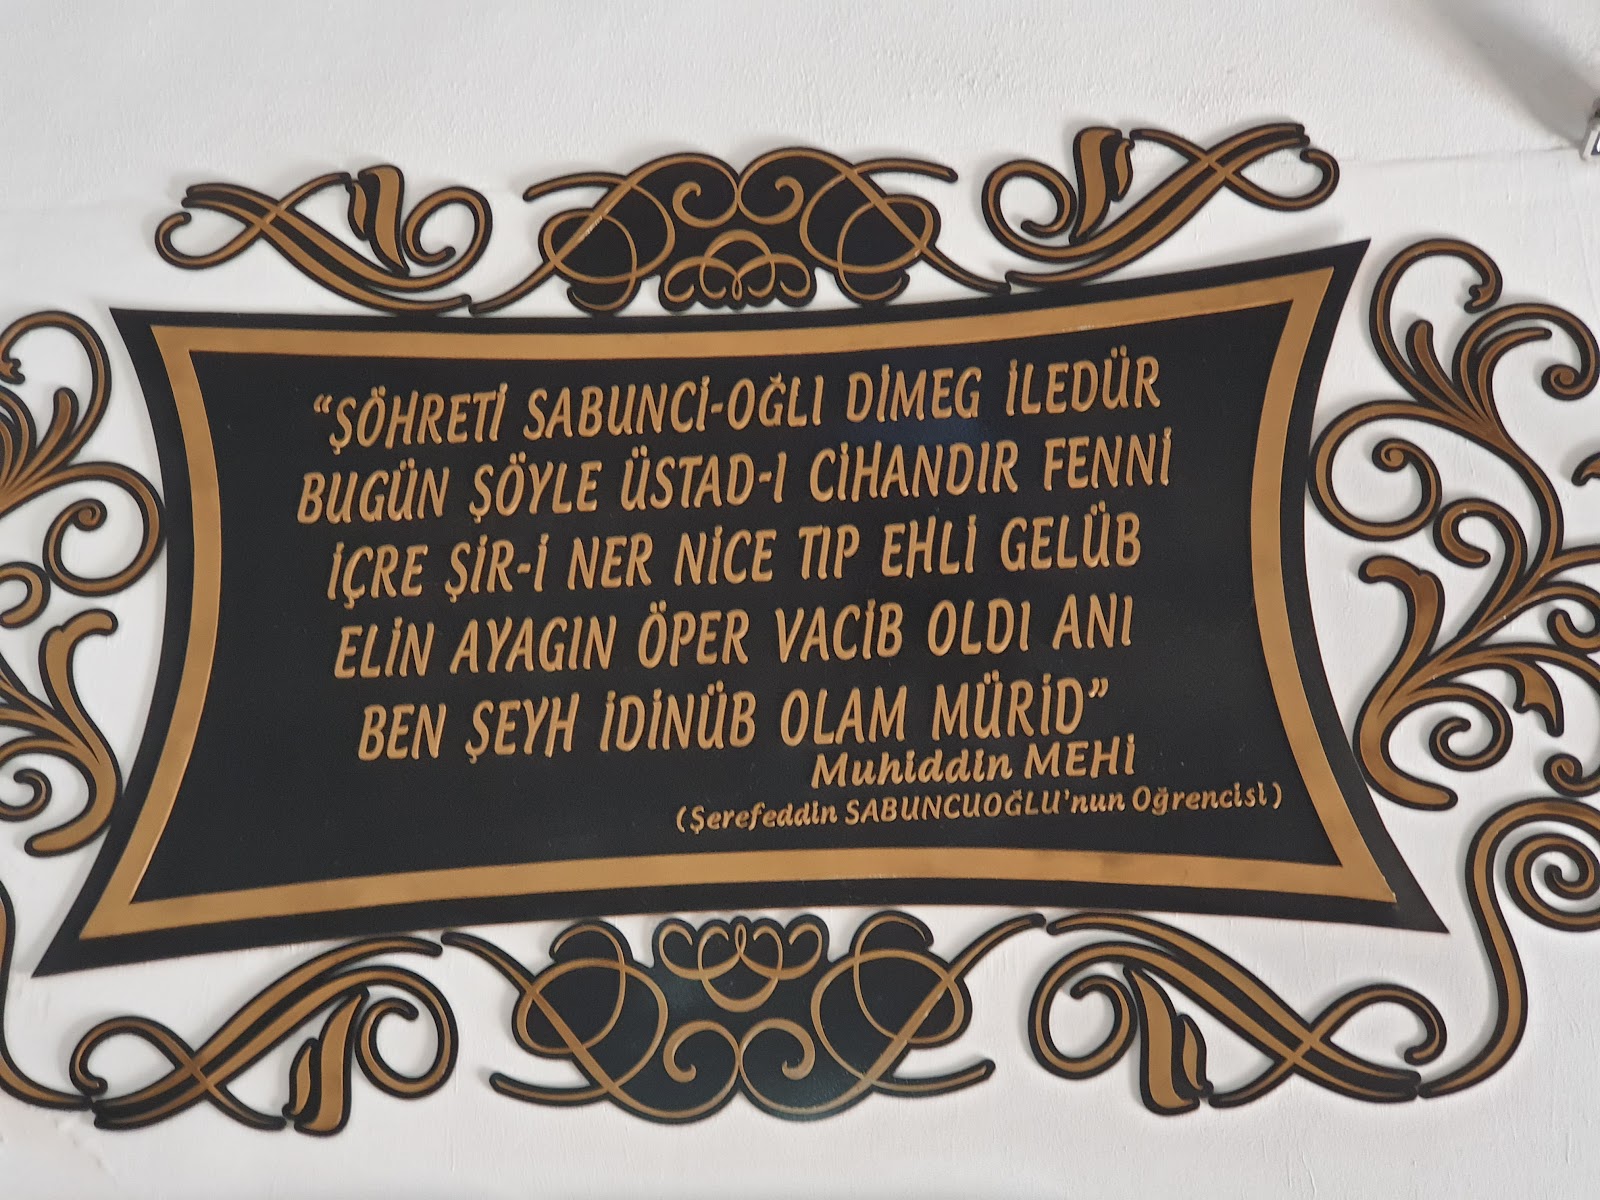 “ŞÖHRETİ SABUNCİ-OĞLI DİMEG İLEDÜR
BUGÜN ŞÖYLE ÜSTAD-I CİHANDIR FENNİ
İÇRE ŞİR-İ NER NİCE TIP EHLİ GELÜB
ELİN AYAGIN ÖPER VACİB OLDI ANI
BEN ŞEYH İDİNÜB OLAM MÜRİD”
Muhiddin MEHİ
(Şerefeddin SABUNCUOĞLU'nun Oğrencisi)